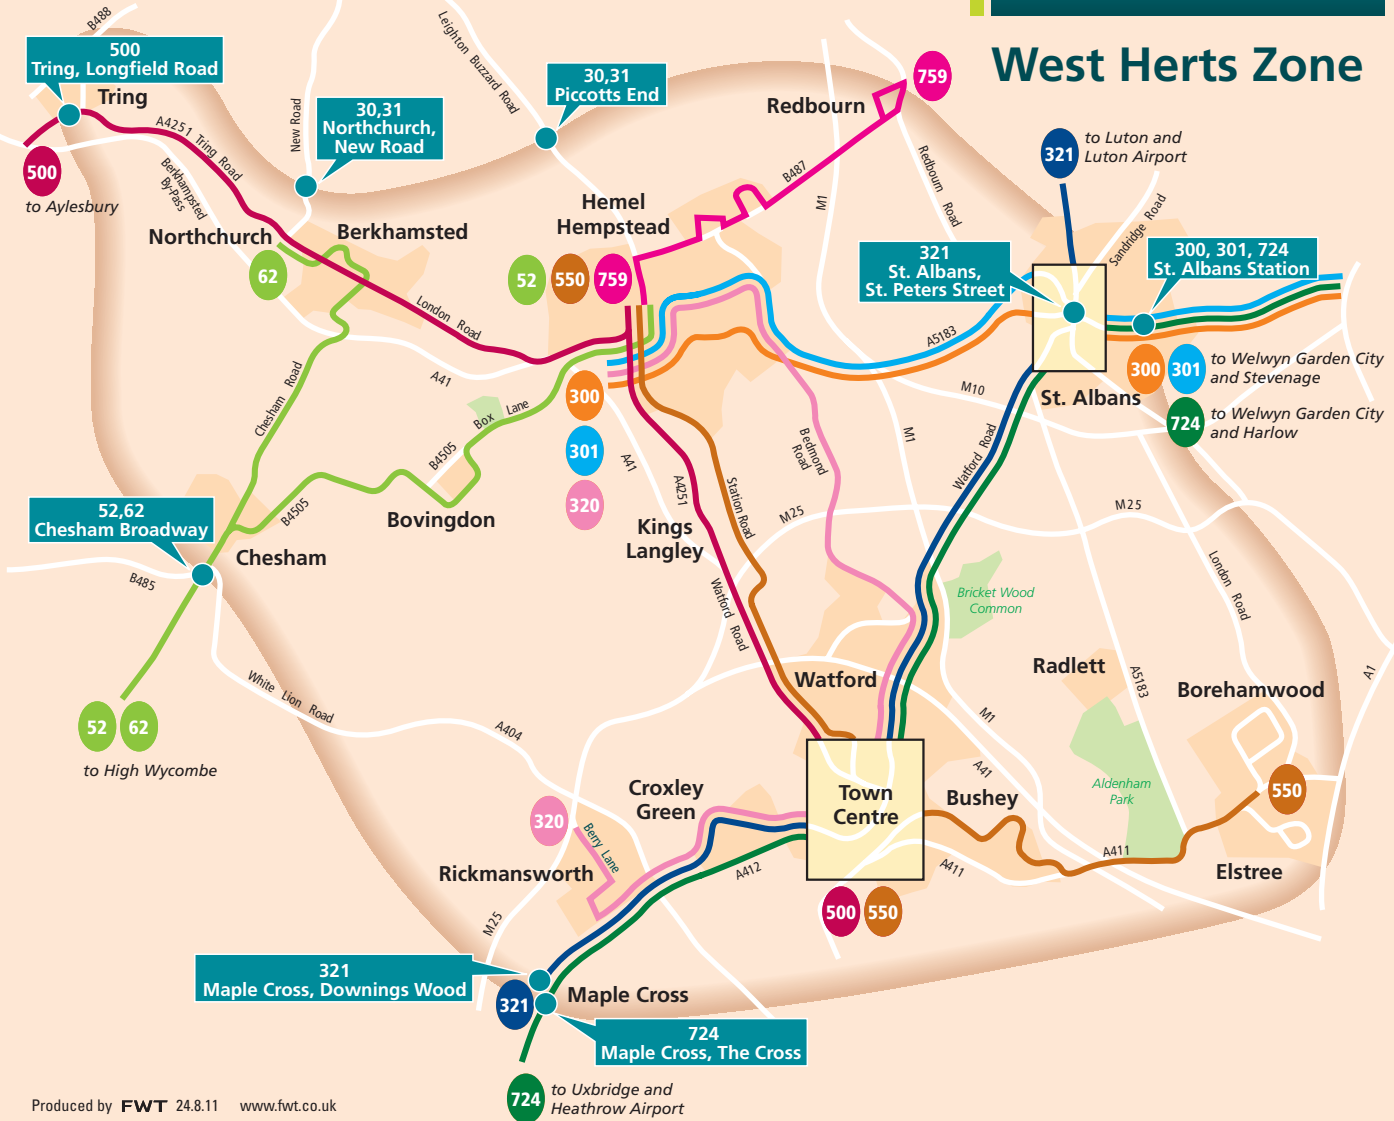 West Herts Zone
B488
500
Tring, Longfield Road
Tring
A4251 Tring Road
500
to Aylesbury
Berkhamsted
By-Pass
New Road
30,31
Northchurch,
New Road
Leighton Buzzard Road
30,31
Piccotts End
Redbourn
759
B487
M1
Redbourn Road
321
to Luton and
Luton Airport
Sandridge Road
321
St. Albans,
St. Peters Street
300, 301, 724
St. Albans Station
300
301
to Welwyn Garden City
and Stevenage
724
to Welwyn Garden City
and Harlow
St. Albans
Northchurch
62
Berkhamsted
Hemel
Hempstead
52
550
759
London Road
A41
A5183
M10
Chesham Road
Box Lane
B4505
B4505
Bovingdon
300
301
320
A41
A4251
Station Road
Bedmond
Road
M1
Watford Road
M25
M25
Kings
Langley
52,62
Chesham Broadway
Chesham
B485
Watford Road
Bricket Wood
Common
London Road
52
62
to High Wycombe
White Lion Road
A404
Watford
Radlett
A5183
Borehamwood
A1
M1
A41
Aldenham
Park
550
Croxley
Green
Town
Centre
Bushey
320
Berry Lane
Rickmansworth
A412
A411
A411
Elstree
500
550
M25
321
Maple Cross, Downings Wood
321
Maple Cross
724
Maple Cross, The Cross
724
to Uxbridge and
Heathrow Airport
Produced by FWT 24.8.11 www.fwt.co.uk